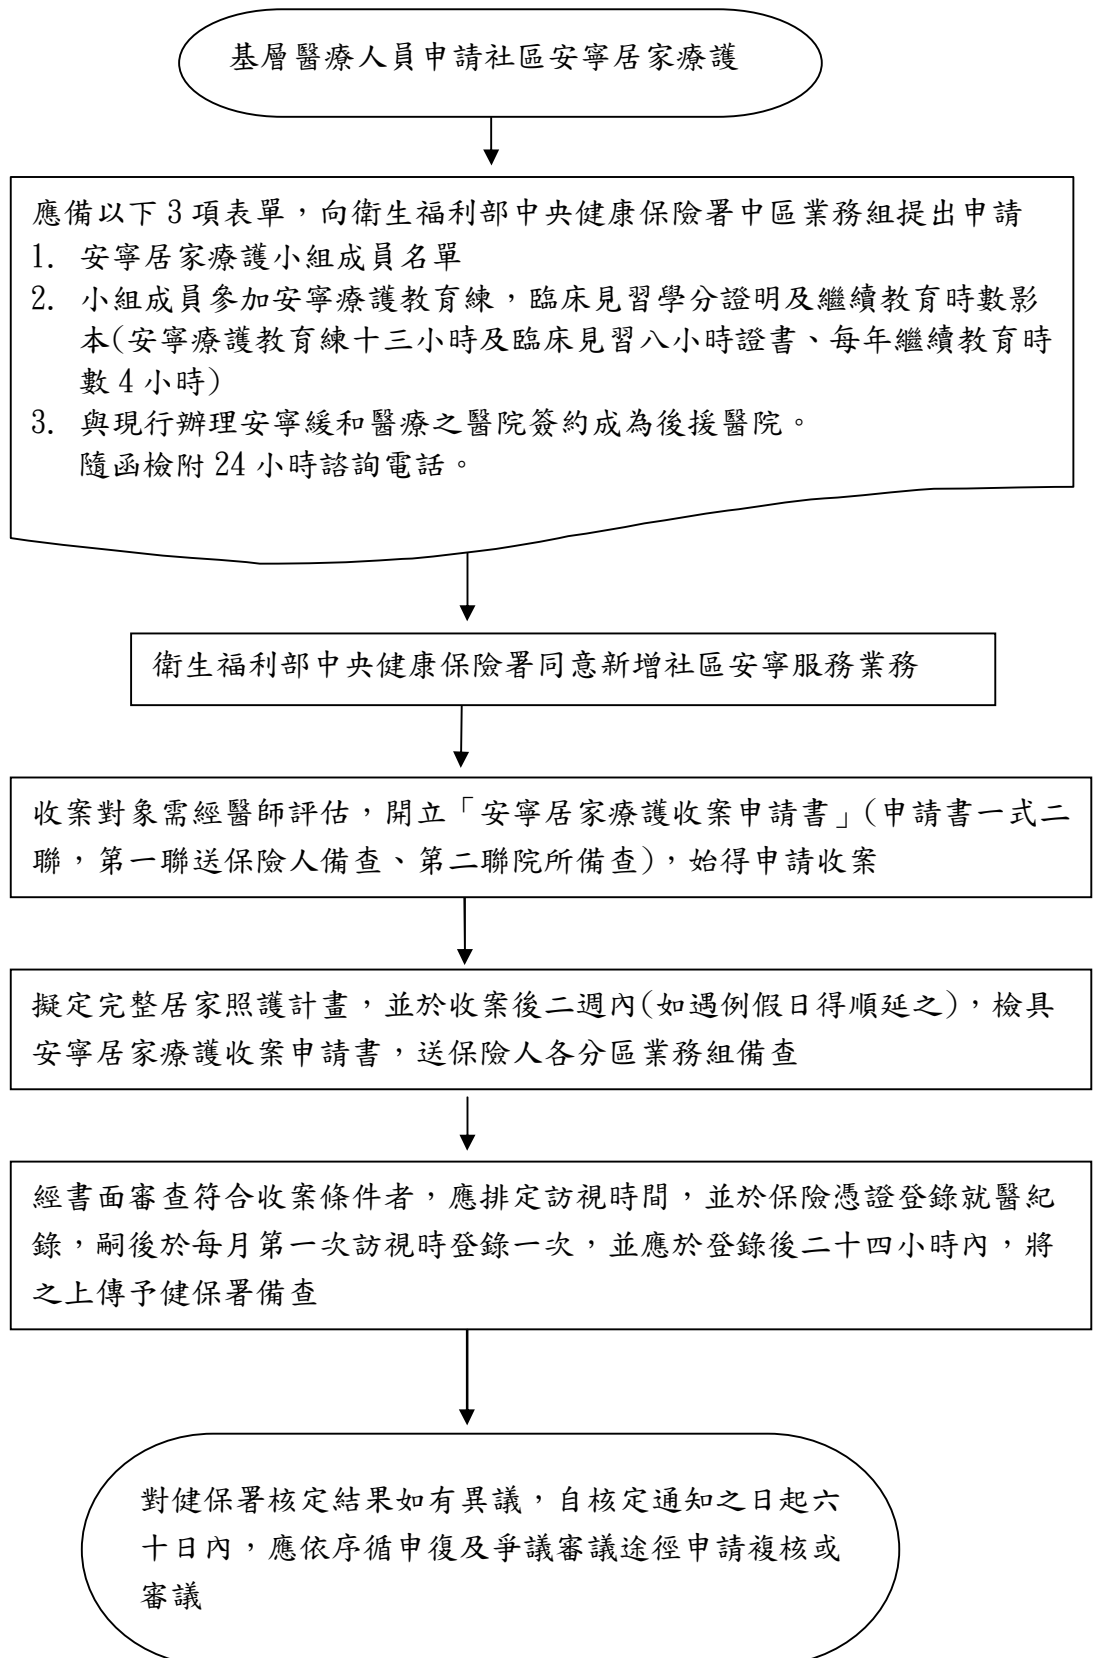 基層醫療人員申請社區安寧居家療護
應備以下 3 項表單，向衛生福利部中央健康保險署中區業務組提出申請
1. 安寧居家療護小組成員名單
2. 小組成員參加安寧療護教育練，臨床見習學分證明及繼續教育時數影
本(安寧療護教育練十三小時及臨床見習八小時證書、每年繼續教育時
數 4 小時)
3. 與現行辦理安寧緩和醫療之醫院簽約成為後援醫院。
隨函檢附 24 小時諮詢電話。
衛生福利部中央健康保險署同意新增社區安寧服務業務
收案對象需經醫師評估，開立「安寧居家療護收案申請書」(申請書一式二
聯，第一聯送保險人備查、第二聯院所備查)，始得申請收案
擬定完整居家照護計畫，並於收案後二週內(如遇例假日得順延之)，檢具
安寧居家療護收案申請書，送保險人各分區業務組備查
經書面審查符合收案條件者，應排定訪視時間，並於保險憑證登錄就醫紀
錄，嗣後於每月第一次訪視時登錄一次，並應於登錄後二十四小時內，將
之上傳予健保署備查
對健保署核定結果如有異議，自核定通知之日起六
十日內，應依序循申復及爭議審議途徑申請複核或
審議